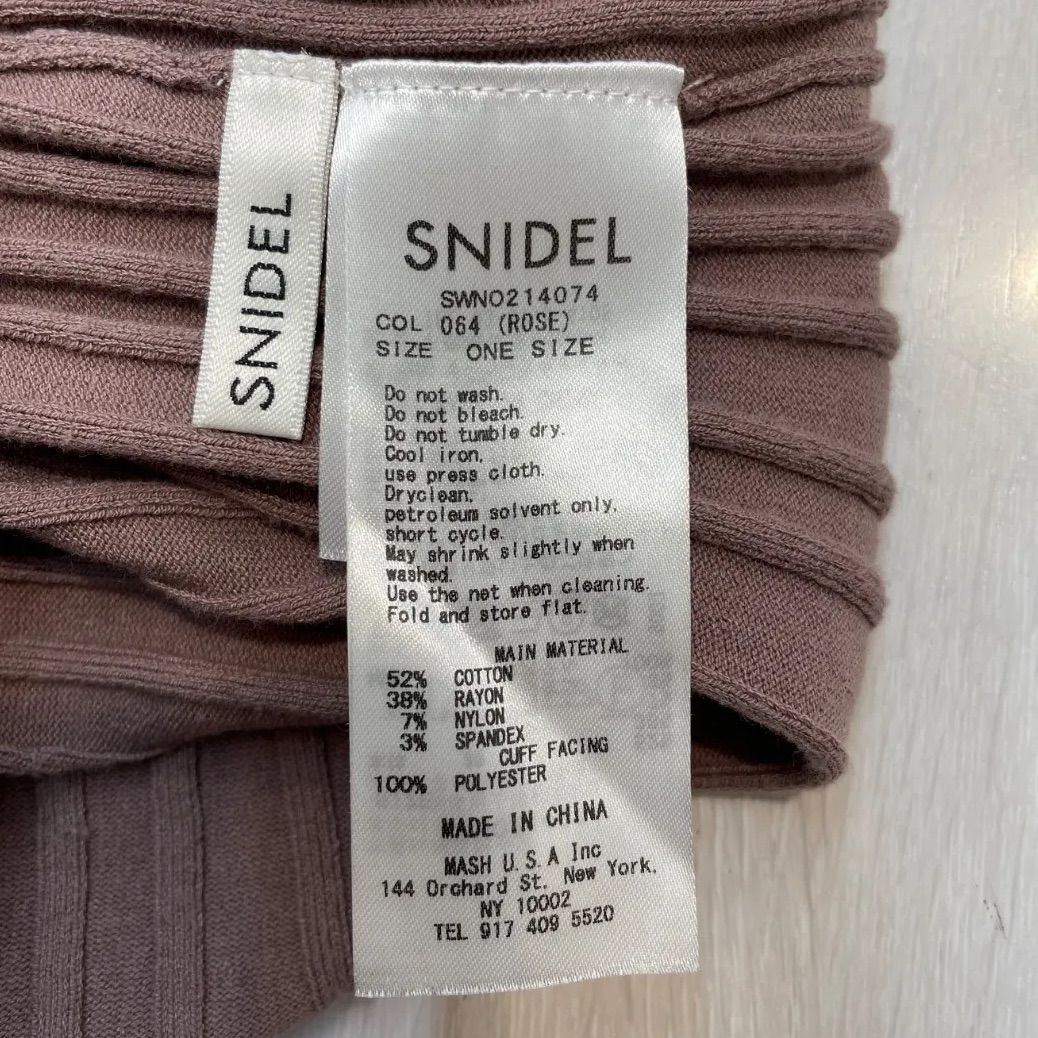 SNIDEL
SNIDEL
SWNO214074
COL 064 (ROSE)
SIZE ONE SIZE
Do not wash.
Do not bleach.
Do not tumble dry.
Cool iron.
use press cloth.
Dryclean.
petroleum solvent only.
short cycle.
May shrink slightly when
washed.
Use the net when cleaning.
Fold and store flat.
MAIN MATERIAL
52% COTTON
38% RAYON
7% NYLON
3% SPANDEX
CUFF FACING
100% POLYESTER
MADE IN CHINA
MASH U.S.A Inc
144 Orchard St. New York,
NY 10002
TEL 917 409 5520